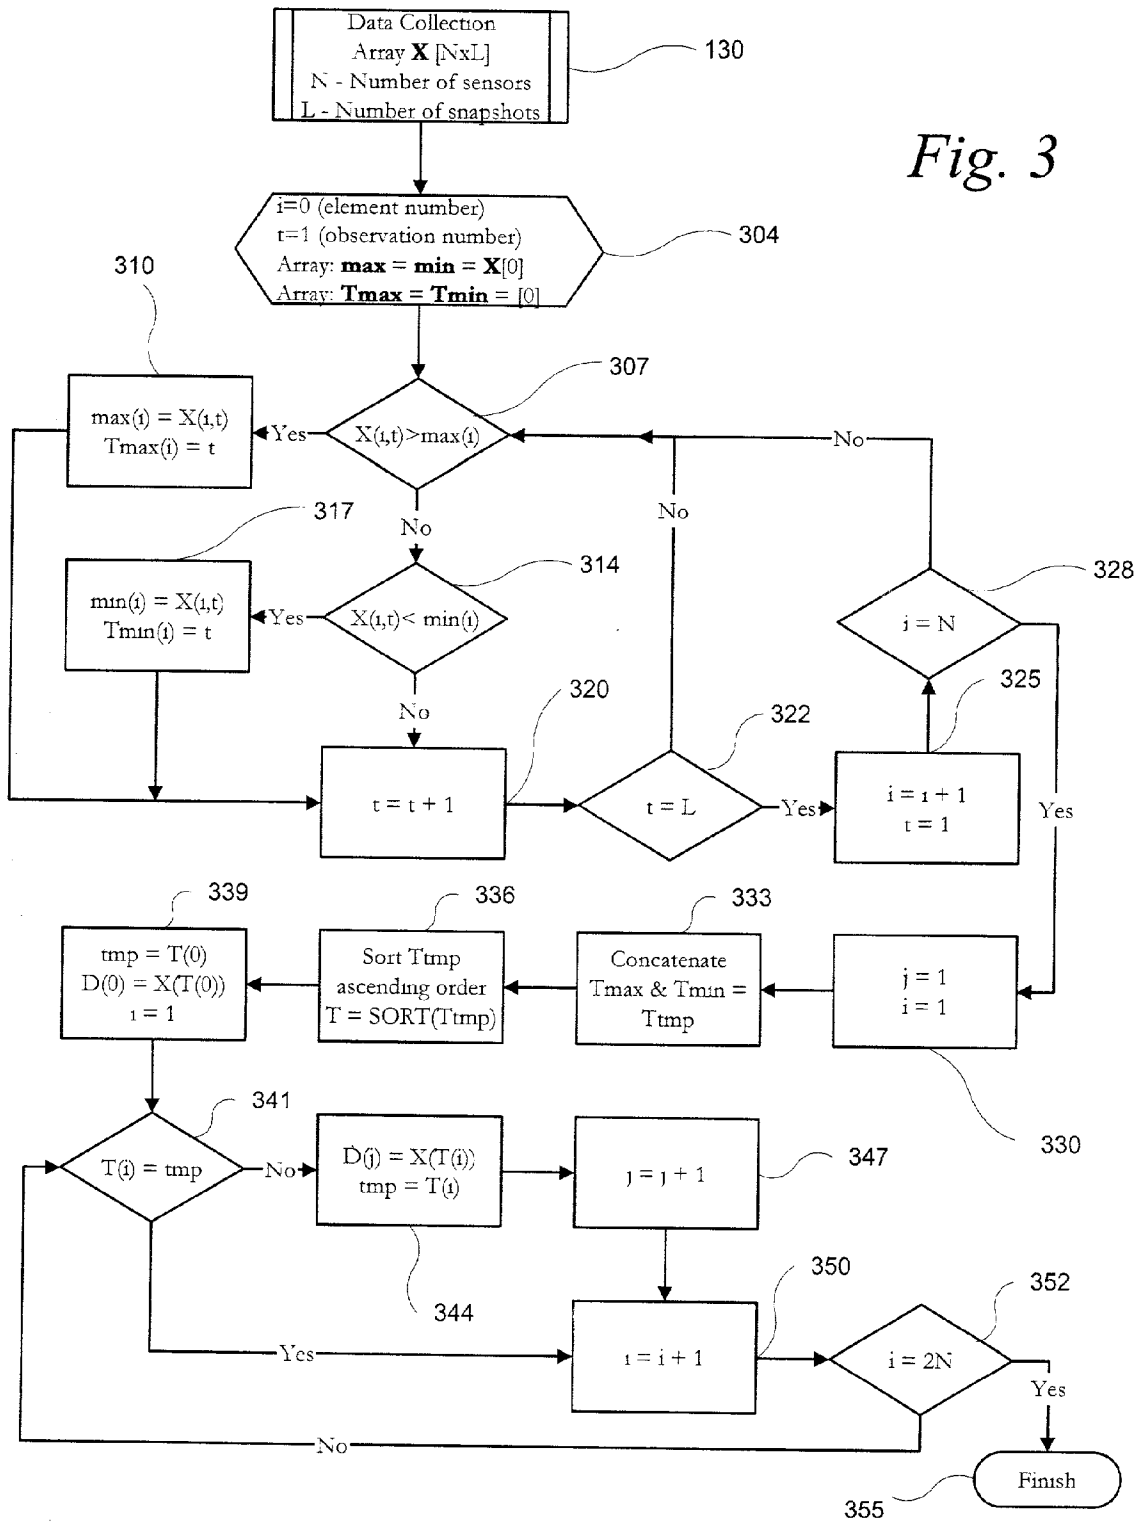 Data Collection
Array X [NxL]
N - Number of sensors
L - Number of snapshots
130
Fig. 3
i=0 (element number)
t=1 (observation number)
Array: max = min = X[0]
Array: Tmax = Tmin = [0]
304
310
307
max(i) = X(i,t)
Tmax(i) = t
Yes
X(i,t)>max(i)
No
317
No
No
314
328
min(i) = X(i,t)
Tmin(i) = t
Yes
X(i,t)< min(i)
i = N
325
320
No
322
t = t + 1
t = L
Yes
i = i + 1
t = 1
Yes
339
336
333
tmp = T(0)
D(0) = X(T(0))
i = 1
Sort Ttmp
ascending order
T = SORT(Ttmp)
Concatenate
Tmax & Tmin =
Ttmp
j = 1
i = 1
341
330
T(i) = tmp
No
D(j) = X(T(i))
tmp = T(i)
j = j + 1
347
344
350
352
Yes
i = i + 1
i = 2N
Yes
No
Finish
355